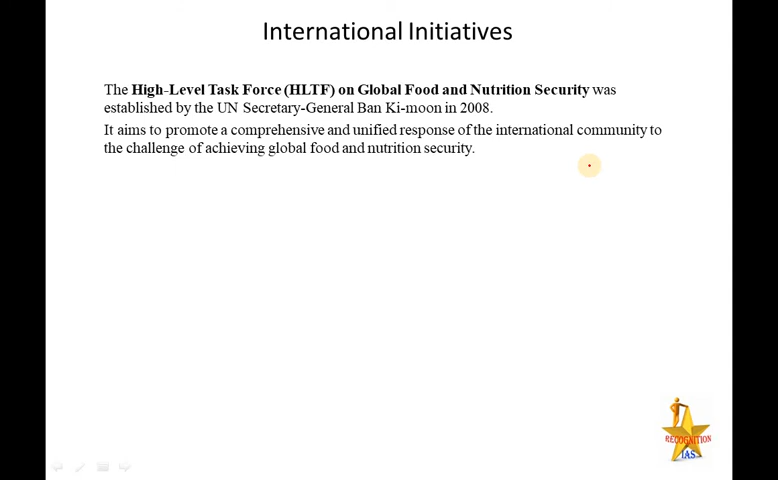 International Initiatives
The High-Level Task Force (HLTF) on Global Food and Nutrition Security was
established by the UN Secretary-General Ban Ki-moon in 2008.
It aims to promote a comprehensive and unified response of the international community to
the challenge of achieving global food and nutrition security.
RECOGNITION
IAS